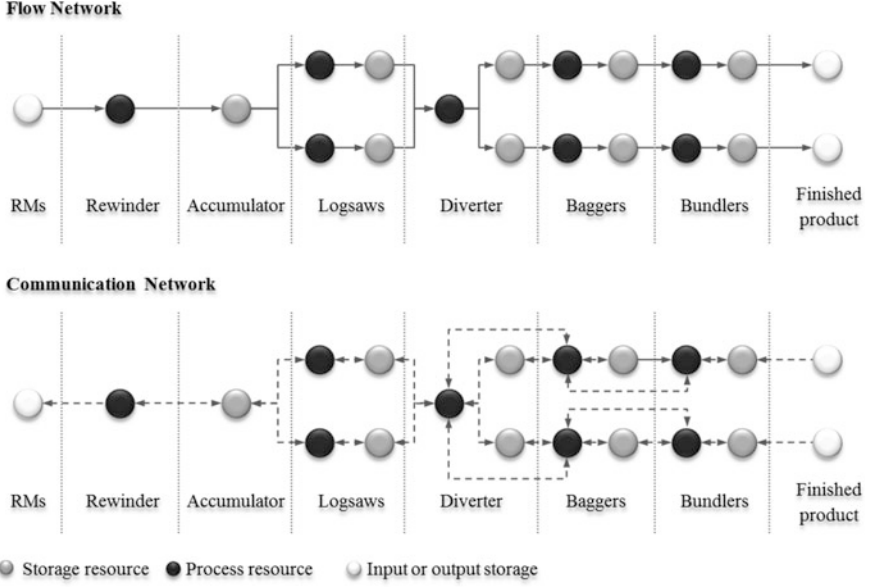 Flow Network
RMs Rewinder Accumulator Logsaws Diverter Baggers Bundlers Finished
product
Communication Network
RMs Rewinder Accumulator Logsaws Diverter Baggers Bundlers Finished
product
Storage resource Process resource Input or output storage